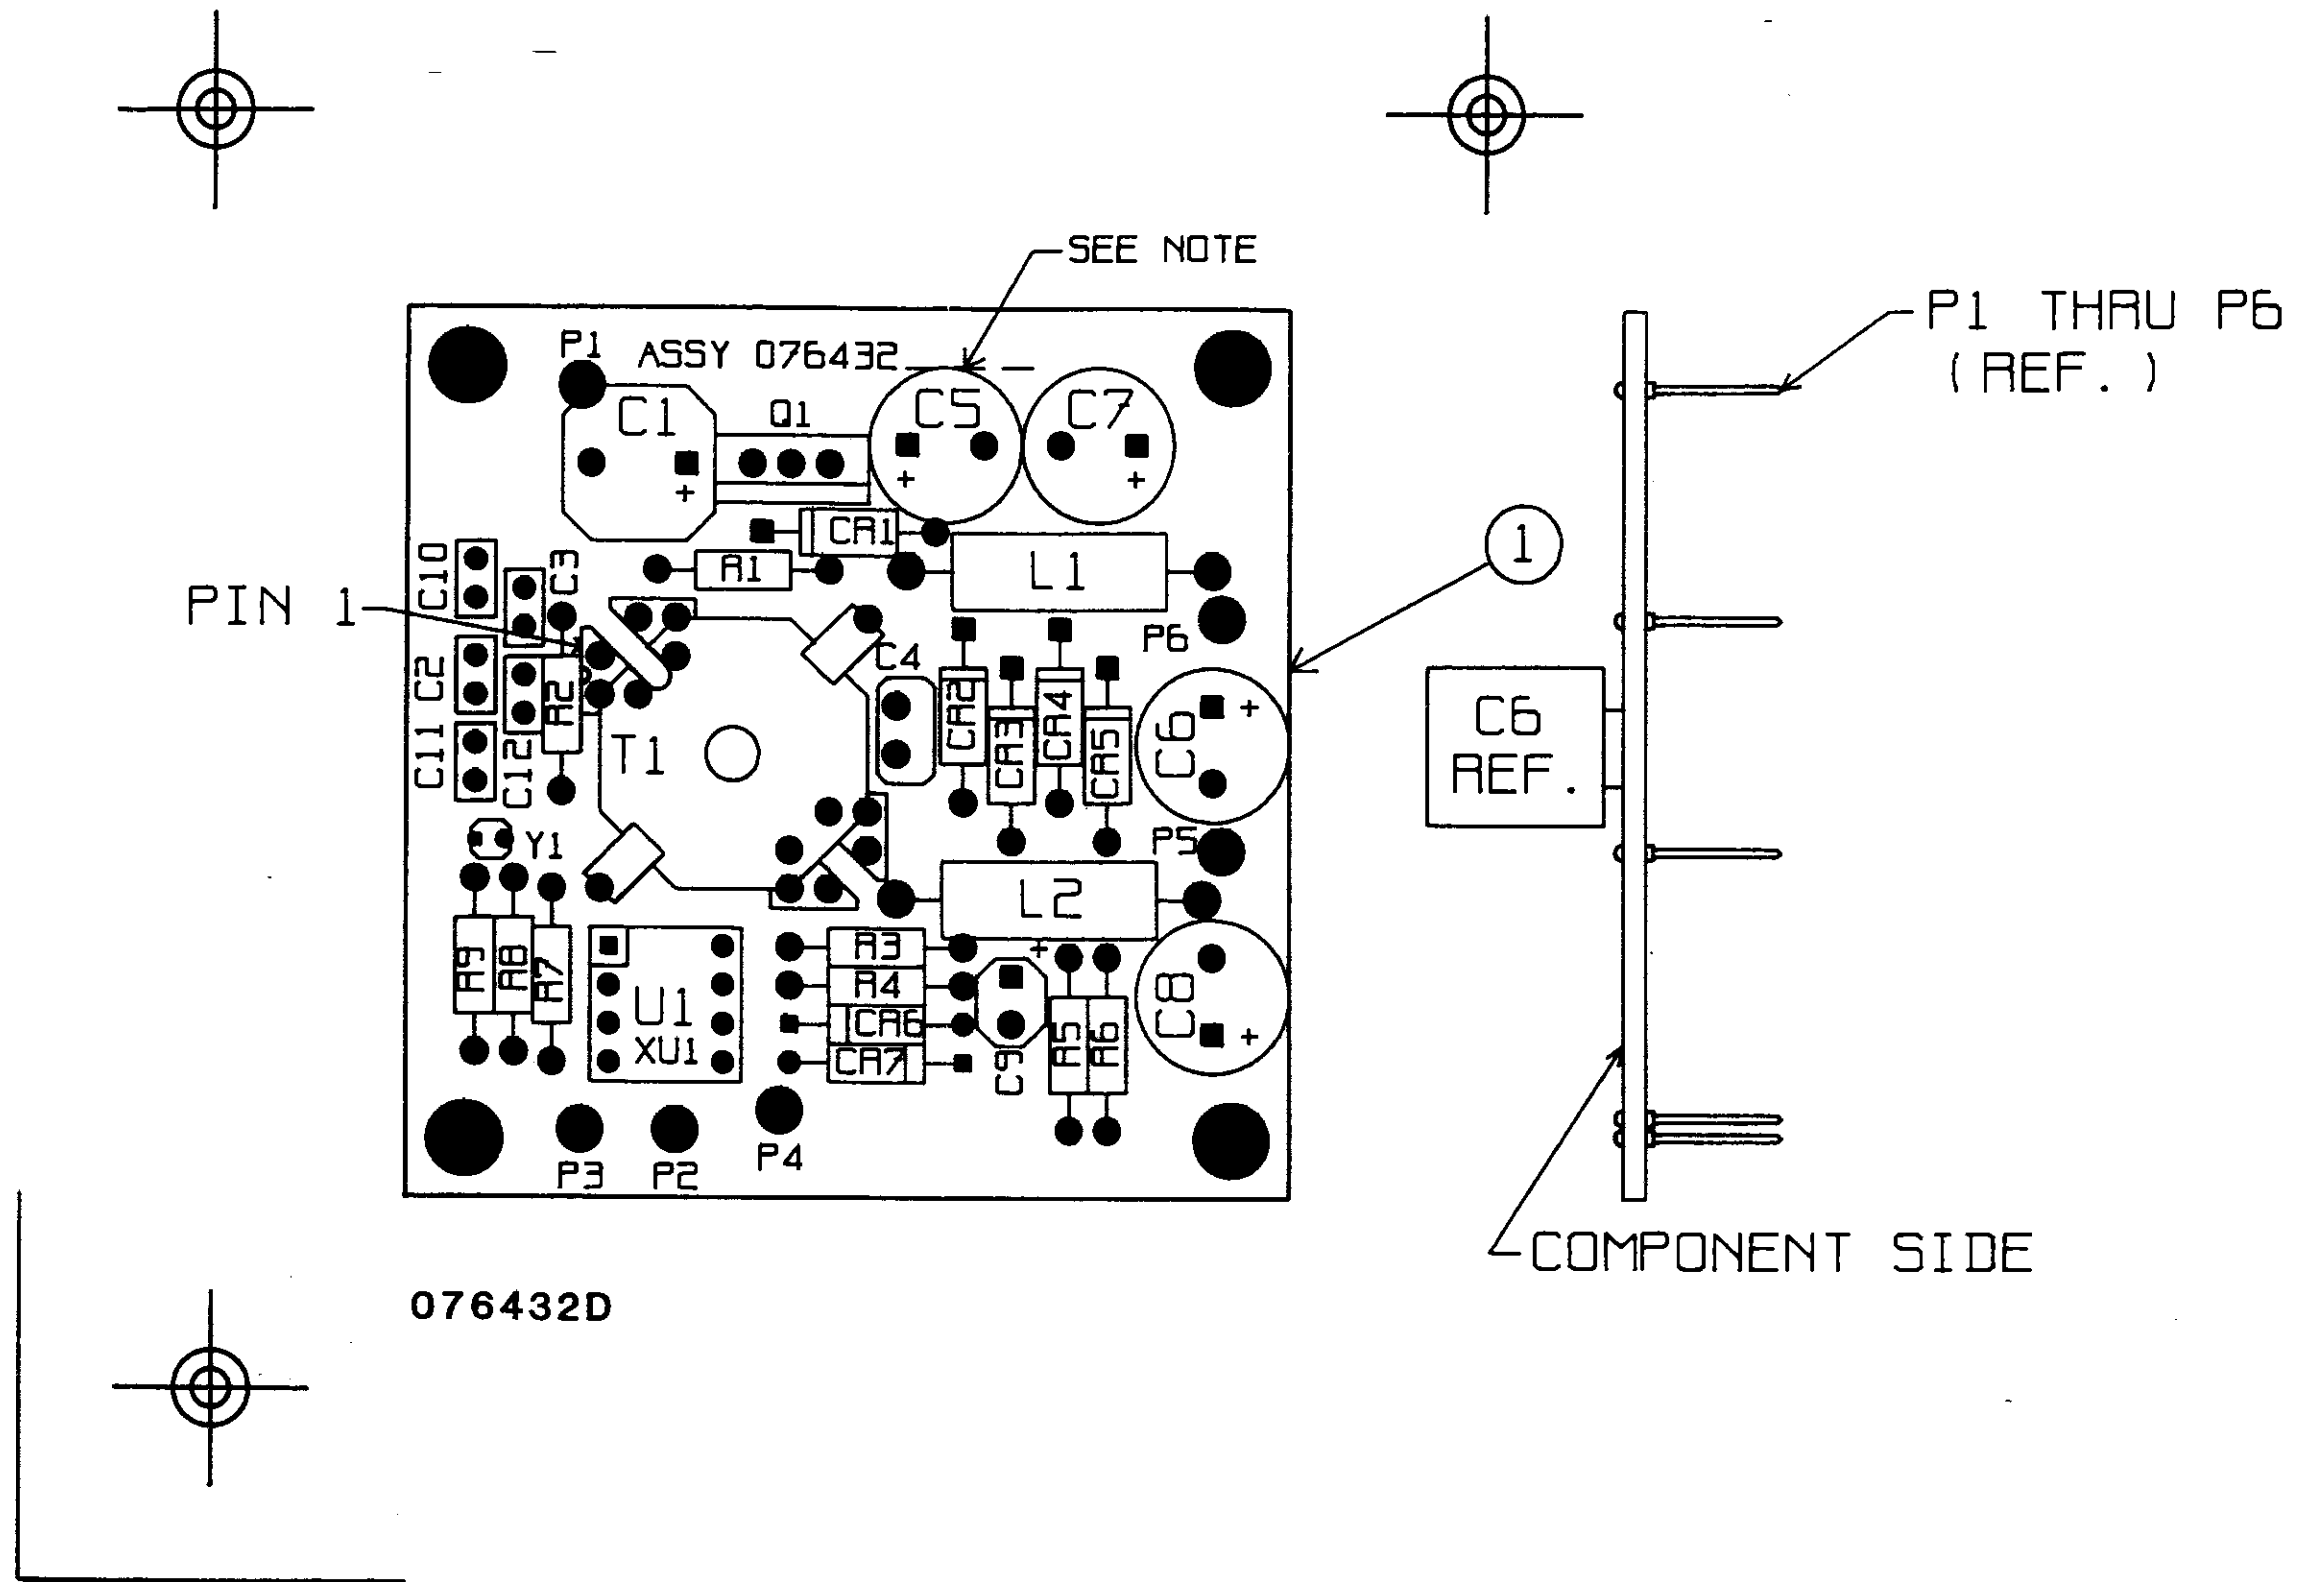 SEE NOTE
P1 THRU P6
(REF.)
P1
ASSY 076432
C1
Q1
C5
C7
+
+
+
CR1
1
C10
C3
R1
L1
PIN 1
P6
C2
C4
R2
CR2
CR3
CR4
CR5
C6
+
C6
REF.
C11
C12
T1
Y1
P5
L2
R9
R8
R7
R3
+
R4
U1
XU1
CR6
CR7
C9
R5
R6
C8
+
P3
P2
P4
COMPONENT SIDE
076432D